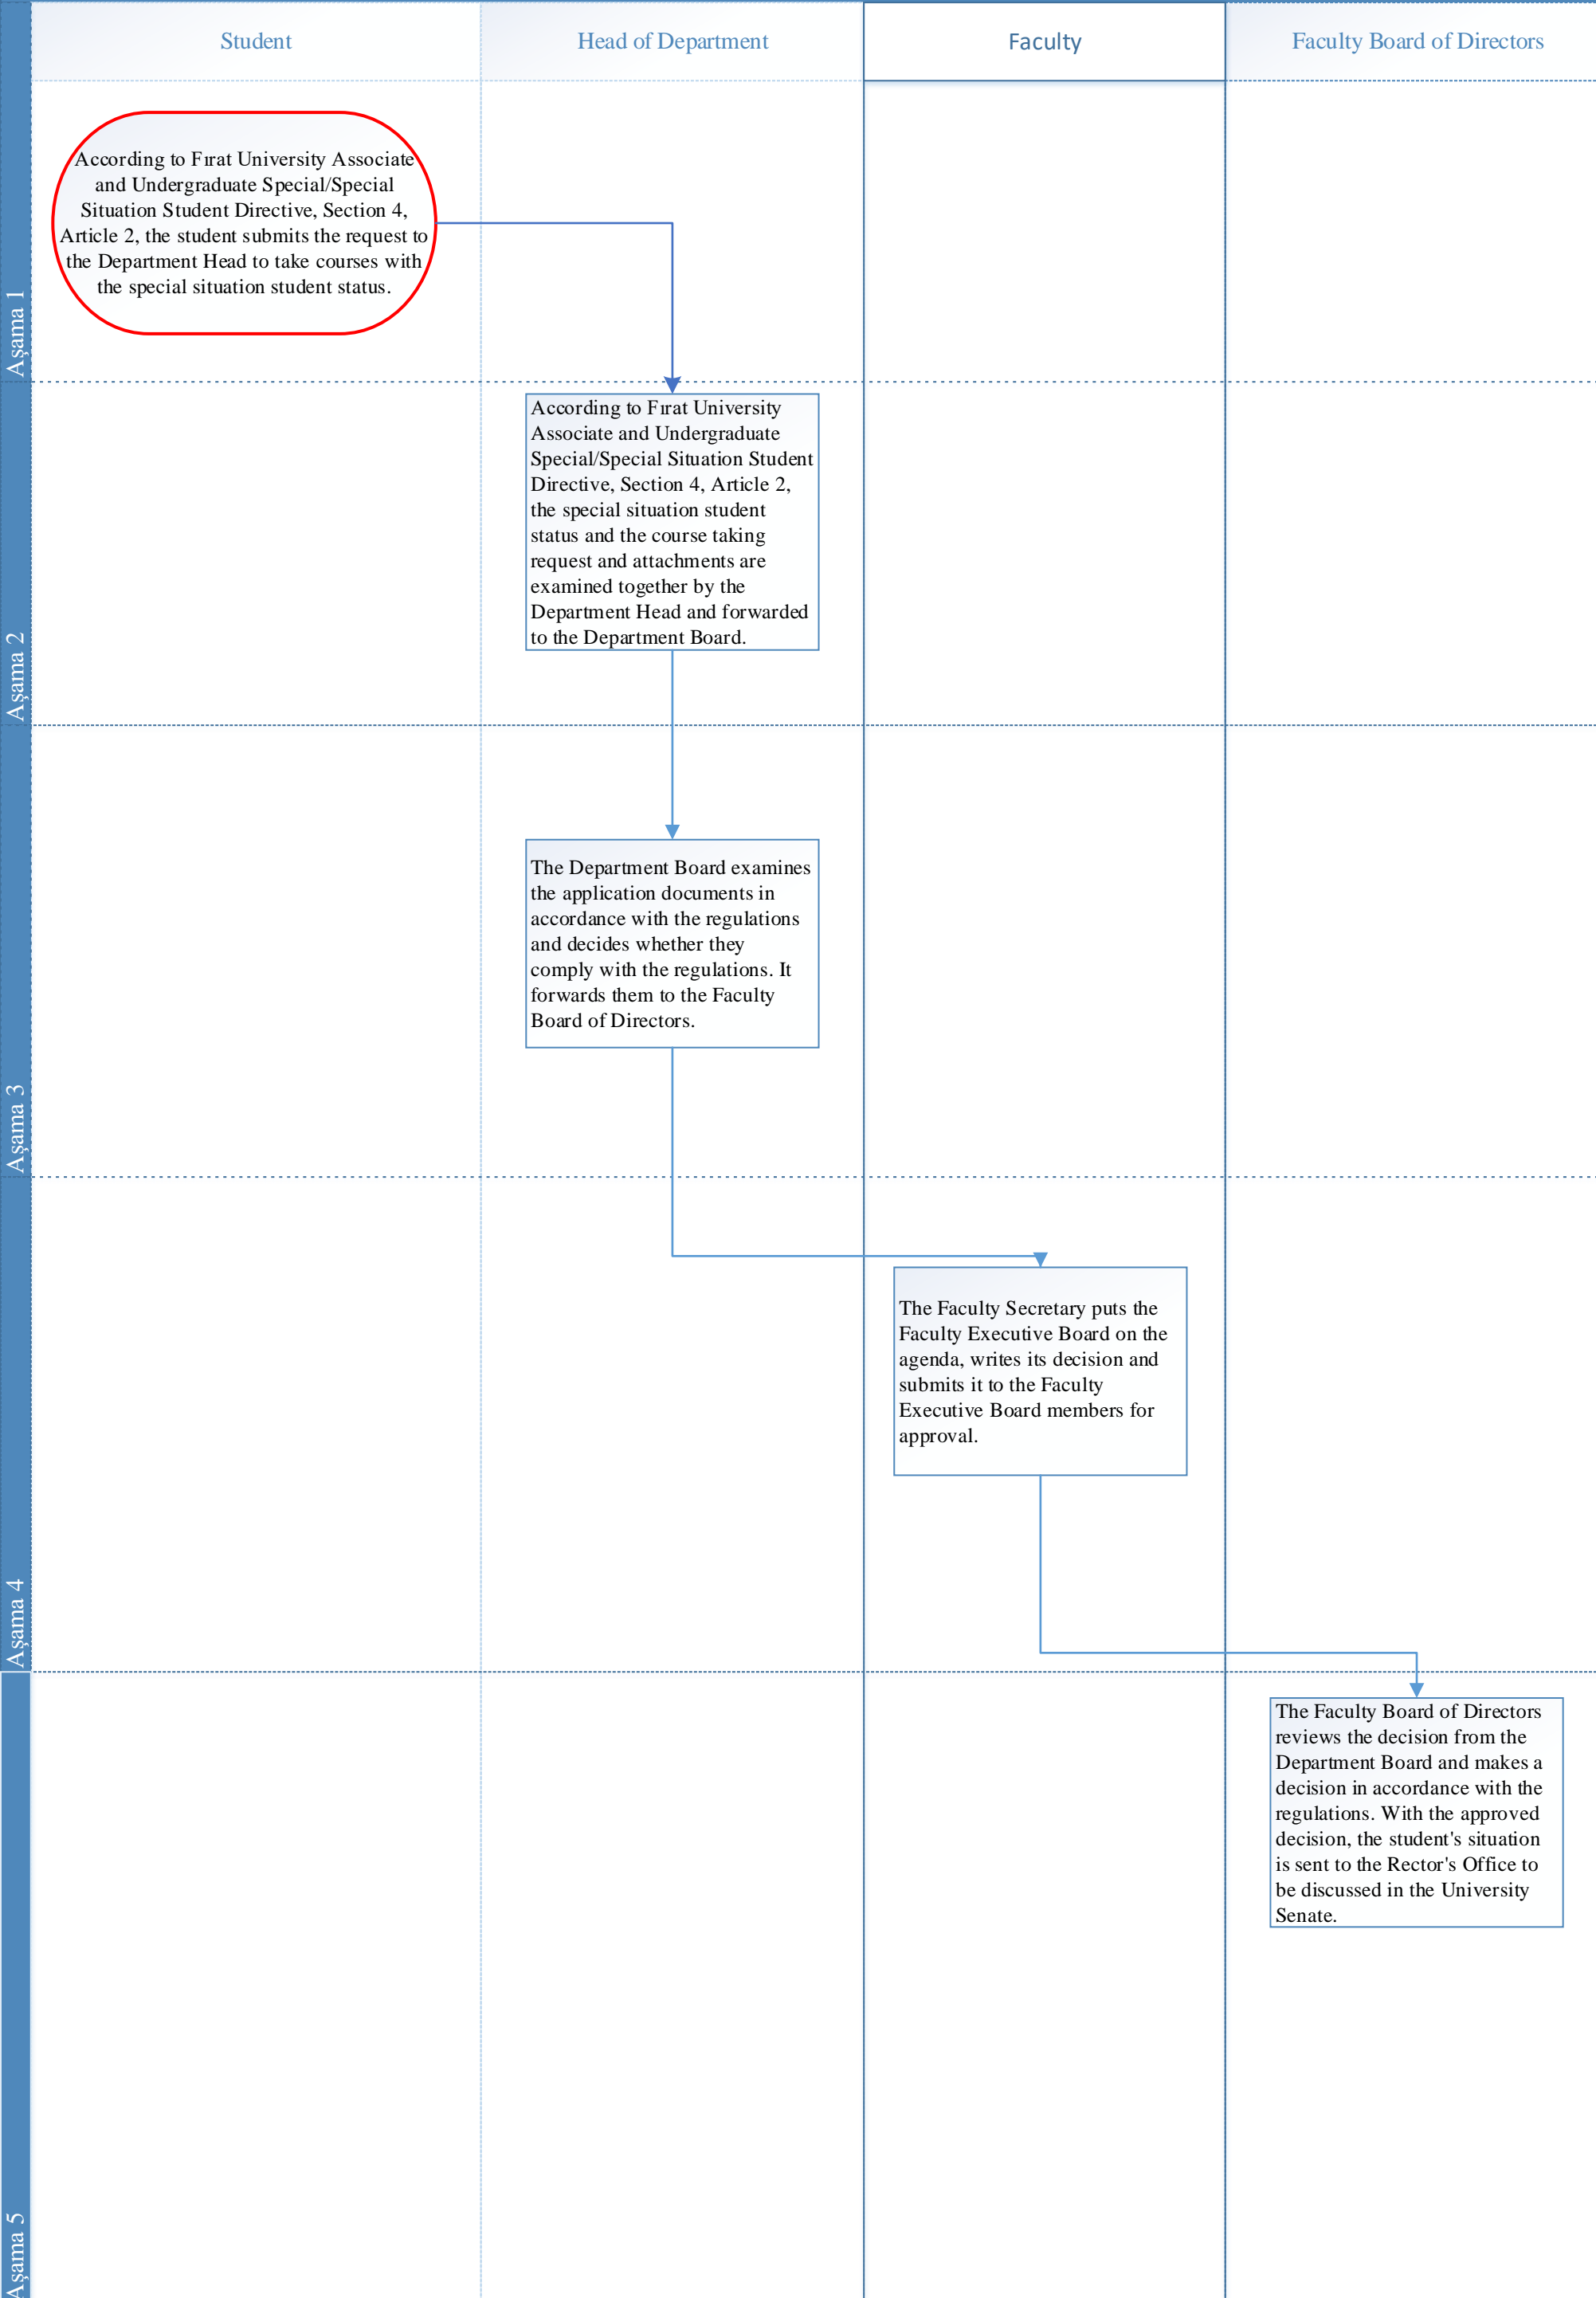 Student
Head of Department
Faculty
Faculty Board of Directors
Aşama 1
According to Fırat University Associate
and Undergraduate Special/Special
Situation Student Directive, Section 4,
Article 2, the student submits the request to
the Department Head to take courses with
the special situation student status.
Aşama 2
According to Fırat University
Associate and Undergraduate
Special/Special Situation Student
Directive, Section 4, Article 2,
the special situation student
status and the course taking
request and attachments are
examined together by the
Department Head and forwarded
to the Department Board.
Aşama 3
The Department Board examines
the application documents in
accordance with the regulations
and decides whether they
comply with the regulations. It
forwards them to the Faculty
Board of Directors.
Aşama 4
The Faculty Secretary puts the
Faculty Executive Board on the
agenda, writes its decision and
submits it to the Faculty
Executive Board members for
approval.
Aşama 5
The Faculty Board of Directors
reviews the decision from the
Department Board and makes a
decision in accordance with the
regulations. With the approved
decision, the student's situation
is sent to the Rector's Office to
be discussed in the University
Senate.